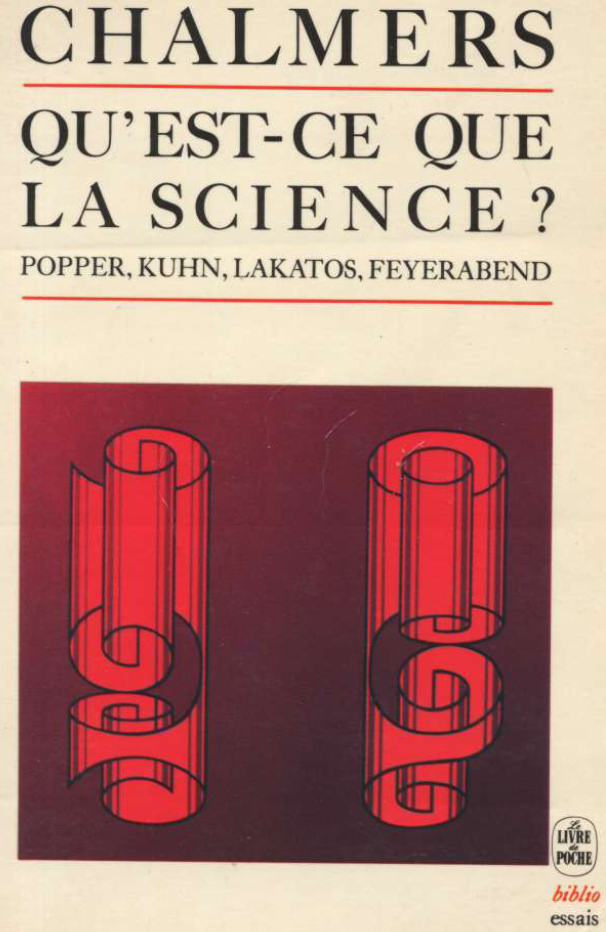 CHALMERS
QU'EST-CE QUE
LA SCIENCE ?
POPPER, KUHN, LAKATOS, FEYERABEND
Le
LIVRE
de
POCHE
biblio
essais